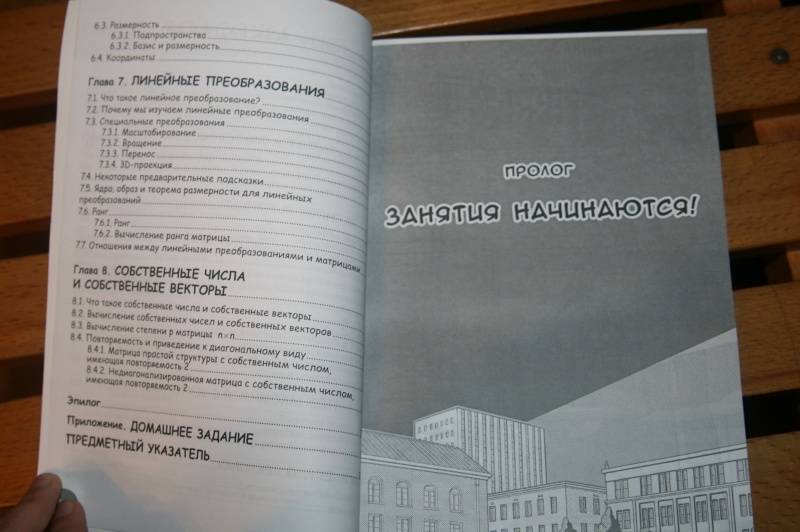 6.3. Размерность
6.3.1. Подпространства
6.3.2. Базис и размерность
6.4. Координаты
Глава 7. ЛИНЕЙНЫЕ ПРЕОБРАЗОВАНИЯ
7.1. Что такое линейное преобразование?
7.2. Почему мы изучаем линейные преобразования
7.3. Специальные преобразования
7.3.1. Масштабирование
7.3.2. Вращение
7.3.3. Перенос
7.3.4. 3D-проекция
7.4. Некоторые предварительные подсказки
7.5. Ядро, образ и теорема размерности для линейных
преобразований
7.6. Ранг
7.6.1. Ранг
7.6.2. Вычисление ранга матрицы
7.7. Отношения между линейными преобразованиями и матрицами
Глава 8. СОБСТВЕННЫЕ ЧИСЛА
И СОБСТВЕННЫЕ ВЕКТОРЫ
8.1. Что такое собственные числа и собственные векторы
8.2. Вычисление собственных чисел и собственных векторов
8.3. Вычисление степени p матрицы n×n
8.4. Повторяемость и приведение к диагональному виду
8.4.1. Матрица простой структуры с собственным числом,
имеющая повторяемость 2
8.4.2. Недиагонализированная матрица с собственным числом,
имеющая повторяемость 2
Эпилог
Приложение. ДОМАШНЕЕ ЗАДАНИЕ
ПРЕДМЕТНЫЙ УКАЗАТЕЛЬ
ПРОЛОГ
ЗАНЯТИЯ НАЧИНАЮТСЯ!